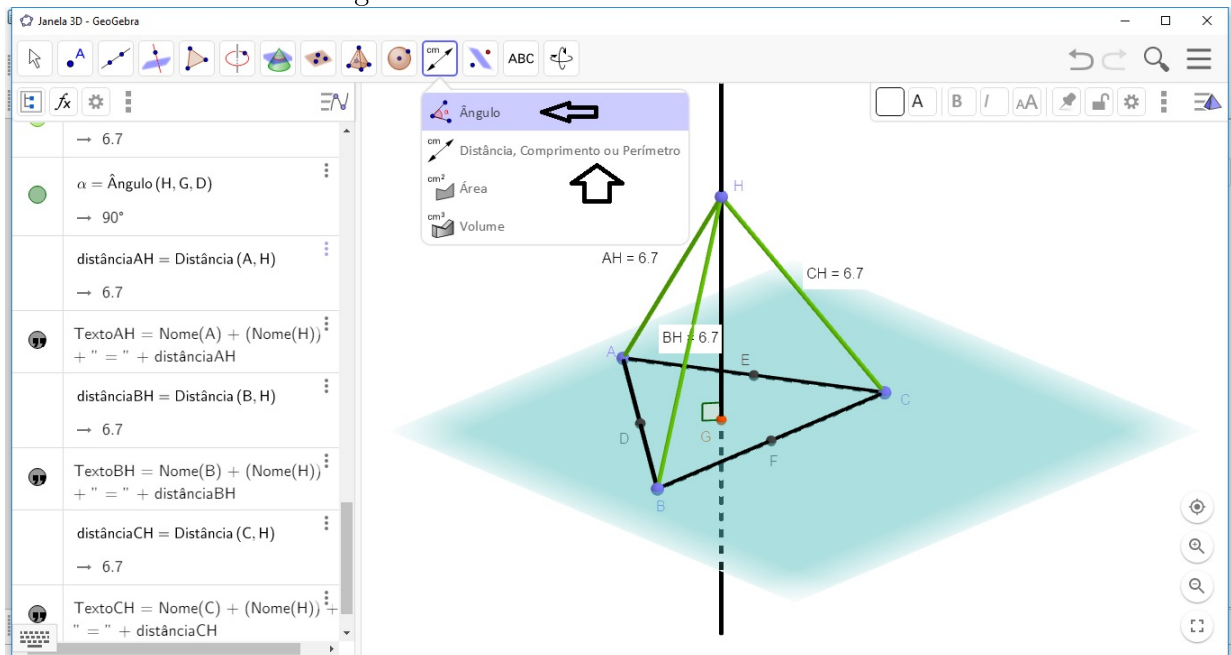 Janela 3D - GeoGebra
A
cm
ABC
Ângulo
cm
Distância, Comprimento ou Perímetro
cm²
Área
cm³
Volume
fx
A B I AA
→ 6.7
α = Ângulo (H, G, D)
→ 90°
distânciaAH = Distância (A, H)
→ 6.7
TextoAH = Nome(A) + (Nome(H))
+ " = " + distânciaAH
distânciaBH = Distância (B, H)
→ 6.7
TextoBH = Nome(B) + (Nome(H))
+ " = " + distânciaBH
distânciaCH = Distância (C, H)
→ 6.7
TextoCH = Nome(C) + (Nome(H)) +
" = " + distânciaCH
H
AH = 6.7
CH = 6.7
BH = 6.7
A
E
C
D
G
F
B